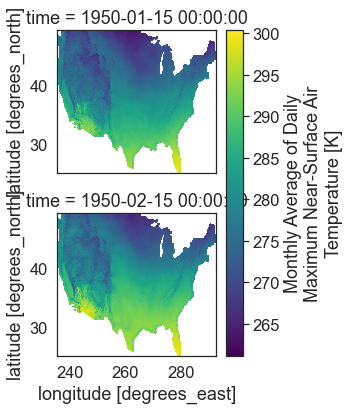 time = 1950-01-15 00:00:00
latitude [degrees_north]
40
30
time = 1950-02-15 00:00:
latitude [degrees_north]
40
30
240
260
280
longitude [degrees_east]
300
295
290
285
280
275
270
265
Monthly Average of Daily
Maximum Near-Surface Air
Temperature [K]